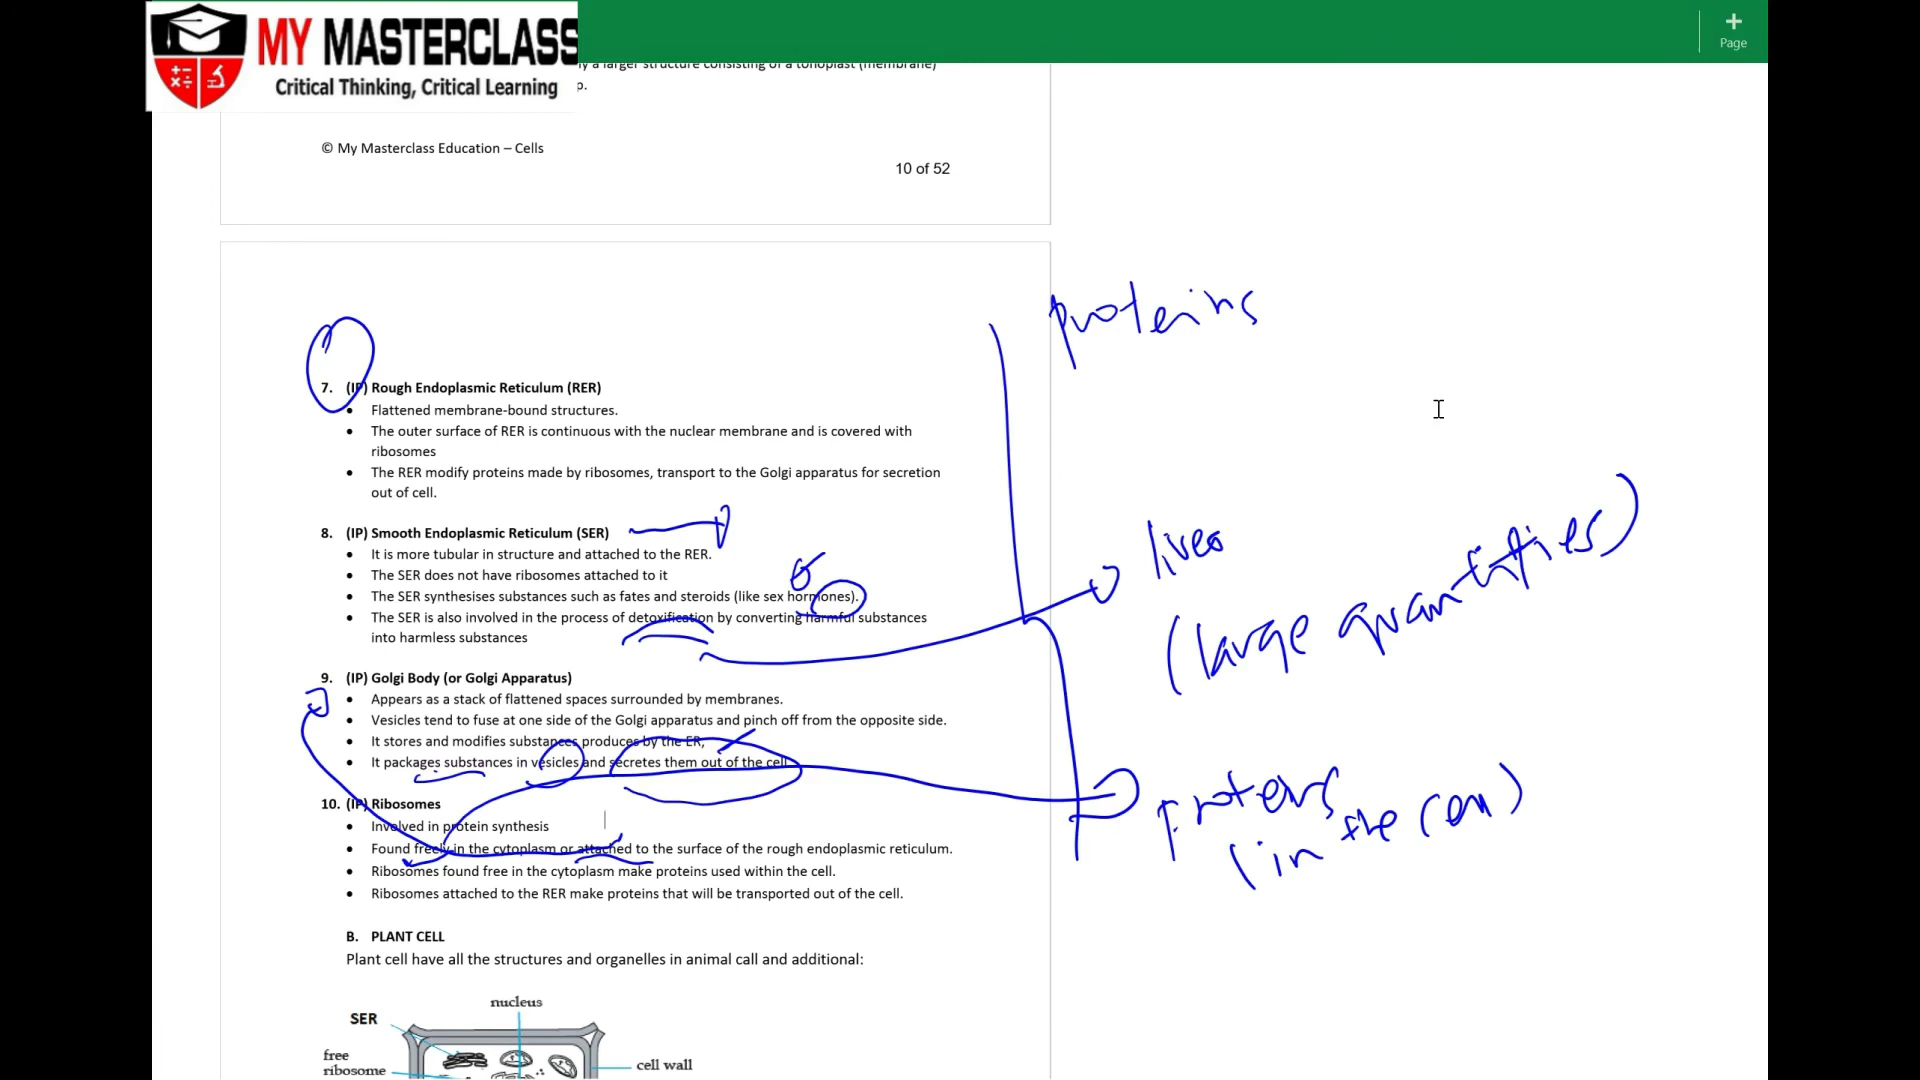 MY MASTERCLASS
Critical Thinking, Critical Learning
Page
a larger structure consisting of a tonoplast (membrane)
p.
© My Masterclass Education – Cells
10 of 52
proteins
7. (IP) Rough Endoplasmic Reticulum (RER)
• Flattened membrane-bound structures.
• The outer surface of RER is continuous with the nuclear membrane and is covered with
ribosomes
• The RER modify proteins made by ribosomes, transport to the Golgi apparatus for secretion
out of cell.
8. (IP) Smooth Endoplasmic Reticulum (SER)
• It is more tubular in structure and attached to the RER.
• The SER does not have ribosomes attached to it
• The SER synthesises substances such as fates and steroids (like sex hormones).
• The SER is also involved in the process of detoxification by converting harmful substances
into harmless substances
liver
(large quantities)
9. (IP) Golgi Body (or Golgi Apparatus)
• Appears as a stack of flattened spaces surrounded by membranes.
• Vesicles tend to fuse at one side of the Golgi apparatus and pinch off from the opposite side.
• It stores and modifies substances produces by the ER,
• It packages substances in vesicles and secretes them out of the cell
10. (IP) Ribosomes
• Involved in protein synthesis
• Found freely in the cytoplasm or attached to the surface of the rough endoplasmic reticulum.
• Ribosomes found free in the cytoplasm make proteins used within the cell.
• Ribosomes attached to the RER make proteins that will be transported out of the cell.
proteins
(in the cell)
B. PLANT CELL
Plant cell have all the structures and organelles in animal call and additional:
nucleus
SER
free
ribosome
cell wall